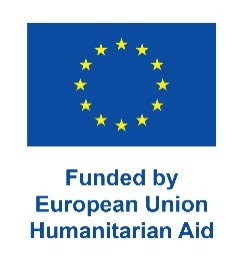 Funded by
European Union
Humanitarian Aid